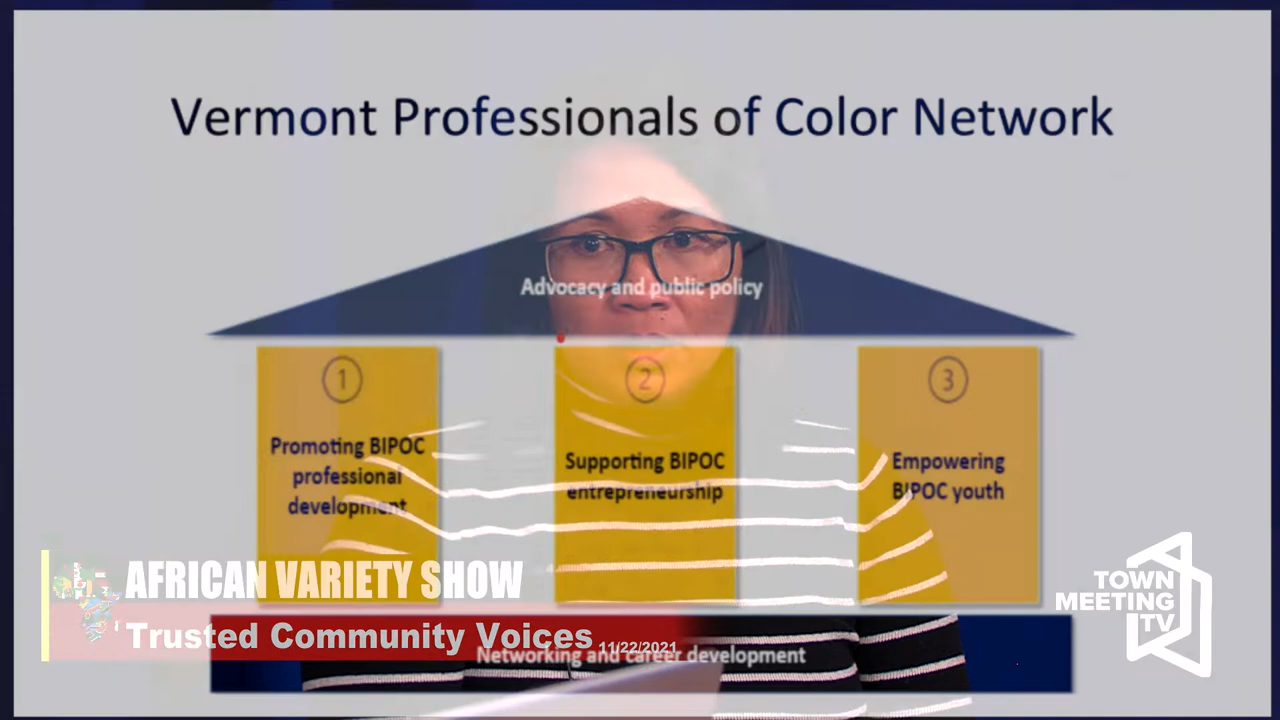 Vermont Professionals of Color Network
Advocacy and public policy
1
Promoting BIPOC
professional
development
2
Supporting BIPOC
entrepreneurship
3
Empowering
BIPOC youth
AFRICAN VARIETY SHOW
Trusted Community Voices 11/22/2021
Networking and career development
TOWN
MEETING
TV